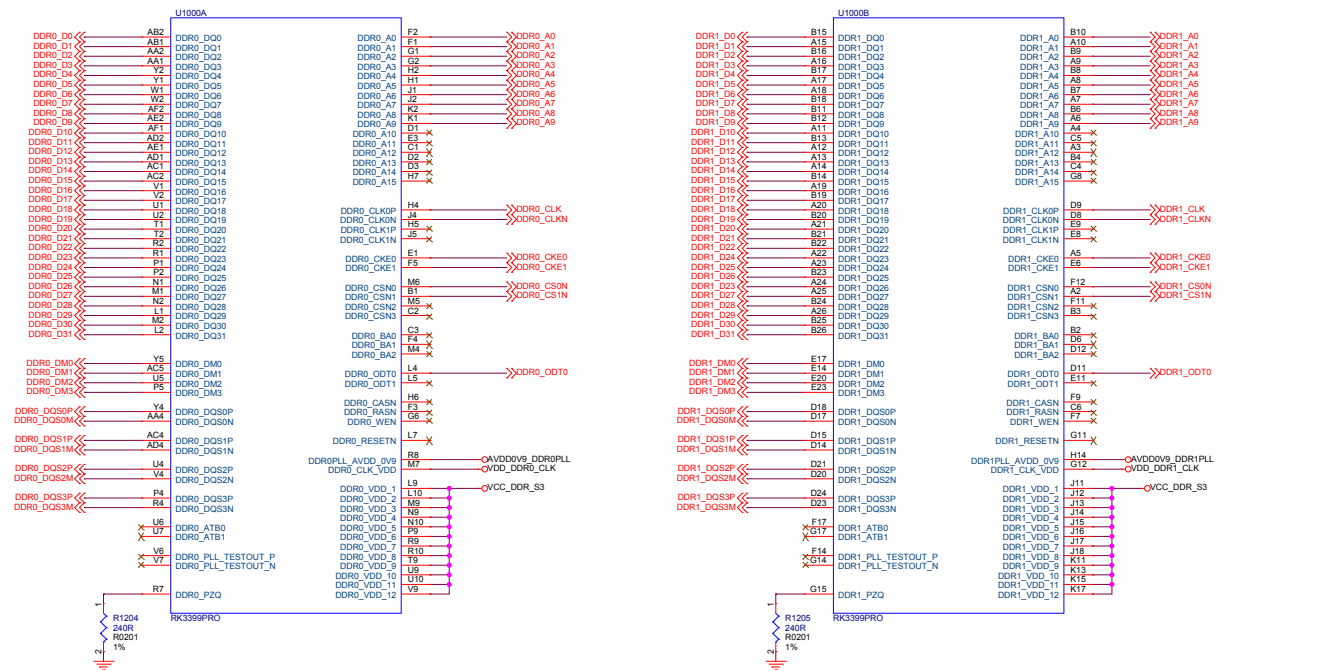 U1000A
DDR0_D0 AB2 DDR0_DQ0 DDR0_A0 F2 DDR0_A0
DDR0_D1 AB1 DDR0_DQ1 DDR0_A1 F1 DDR0_A1
DDR0_D2 AA2 DDR0_DQ2 DDR0_A2 G1 DDR0_A2
DDR0_D3 AA1 DDR0_DQ3 DDR0_A3 G2 DDR0_A3
DDR0_D4 Y2 DDR0_DQ4 DDR0_A4 H2 DDR0_A4
DDR0_D5 Y1 DDR0_DQ5 DDR0_A5 H1 DDR0_A5
DDR0_D6 W1 DDR0_DQ6 DDR0_A6 J1 DDR0_A6
DDR0_D7 W2 DDR0_DQ7 DDR0_A7 J2 DDR0_A7
DDR0_D8 AF2 DDR0_DQ8 DDR0_A8 K2 DDR0_A8
DDR0_D9 AE2 DDR0_DQ9 DDR0_A9 K1 DDR0_A9
DDR0_D10 AF1 DDR0_DQ10 DDR0_A10 D1
DDR0_D11 AD2 DDR0_DQ11 DDR0_A11 E3
DDR0_D12 AE1 DDR0_DQ12 DDR0_A12 C1
DDR0_D13 AD1 DDR0_DQ13 DDR0_A13 D2
DDR0_D14 AC1 DDR0_DQ14 DDR0_A14 D3
DDR0_D15 AC2 DDR0_DQ15 DDR0_A15 H7
DDR0_D16 V1 DDR0_DQ16
DDR0_D17 V2 DDR0_DQ17
DDR0_D18 U1 DDR0_DQ18 DDR0_CLK0P H4 DDR0_CLK
DDR0_D19 U2 DDR0_DQ19 DDR0_CLK0N J4 DDR0_CLKN
DDR0_D20 T1 DDR0_DQ20 DDR0_CLK1P H5
DDR0_D21 T2 DDR0_DQ21 DDR0_CLK1N J5
DDR0_D22 R2 DDR0_DQ22
DDR0_D23 R1 DDR0_DQ23 DDR0_CKE0 E1 DDR0_CKE0
DDR0_D24 P1 DDR0_DQ24 DDR0_CKE1 F5 DDR0_CKE1
DDR0_D25 P2 DDR0_DQ25
DDR0_D26 N1 DDR0_DQ26 DDR0_CSN0 M6 DDR0_CS0N
DDR0_D27 M1 DDR0_DQ27 DDR0_CSN1 B1 DDR0_CS1N
DDR0_D28 N2 DDR0_DQ28 DDR0_CSN2 M5
DDR0_D29 L1 DDR0_DQ29 DDR0_CSN3 C2
DDR0_D30 M2 DDR0_DQ30
DDR0_D31 L2 DDR0_DQ31 DDR0_BA0 C3
DDR0_BA1 F4
DDR0_BA2 M4
DDR0_DM0 Y5 DDR0_DM0
DDR0_DM1 AC5 DDR0_DM1 DDR0_ODT0 L4 DDR0_ODT0
DDR0_DM2 U5 DDR0_DM2 DDR0_ODT1 L5
DDR0_DM3 P5 DDR0_DM3
DDR0_CASN H6
DDR0_DQS0P Y4 DDR0_DQS0P DDR0_RASN F3
DDR0_DQS0M AA4 DDR0_DQS0N DDR0_WEN G6
DDR0_DQS1P AC4 DDR0_DQS1P DDR0_RESETN L7
DDR0_DQS1M AD4 DDR0_DQS1N
DDR0PLL_AVDD_0V9 R8 AVDD0V9_DDR0PLL
DDR0_DQS2P U4 DDR0_DQS2P DDR0_CLK_VDD M7 VDD_DDR0_CLK
DDR0_DQS2M V4 DDR0_DQS2N
DDR0_VDD_1 L9 VCC_DDR_S3
DDR0_DQS3P P4 DDR0_DQS3P DDR0_VDD_2 L10
DDR0_DQS3M R4 DDR0_DQS3N DDR0_VDD_3 M9
DDR0_VDD_4 N9
U6 DDR0_ATB0 DDR0_VDD_5 N10
U7 DDR0_ATB1 DDR0_VDD_6 P9
DDR0_VDD_7 R9
V6 DDR0_PLL_TESTOUT_P DDR0_VDD_8 R10
V7 DDR0_PLL_TESTOUT_N DDR0_VDD_9 T9
DDR0_VDD_10 U9
DDR0_VDD_11 U10
R7 DDR0_PZQ DDR0_VDD_12 V9
RK3399PRO
1
R1204
240R
R0201
1%
2
U1000B
DDR1_D0 B15 DDR1_DQ0 DDR1_A0 B10 DDR1_A0
DDR1_D1 A15 DDR1_DQ1 DDR1_A1 A10 DDR1_A1
DDR1_D2 B16 DDR1_DQ2 DDR1_A2 B9 DDR1_A2
DDR1_D3 A16 DDR1_DQ3 DDR1_A3 A9 DDR1_A3
DDR1_D4 B17 DDR1_DQ4 DDR1_A4 B8 DDR1_A4
DDR1_D5 A17 DDR1_DQ5 DDR1_A5 A8 DDR1_A5
DDR1_D6 A18 DDR1_DQ6 DDR1_A6 B7 DDR1_A6
DDR1_D7 B18 DDR1_DQ7 DDR1_A7 A7 DDR1_A7
DDR1_D8 B11 DDR1_DQ8 DDR1_A8 B6 DDR1_A8
DDR1_D9 B12 DDR1_DQ9 DDR1_A9 A6 DDR1_A9
DDR1_D10 A11 DDR1_DQ10 DDR1_A10 A4
DDR1_D11 B13 DDR1_DQ11 DDR1_A11 C5
DDR1_D12 A12 DDR1_DQ12 DDR1_A12 A3
DDR1_D13 A13 DDR1_DQ13 DDR1_A13 B4
DDR1_D14 A14 DDR1_DQ14 DDR1_A14 C4
DDR1_D15 B14 DDR1_DQ15 DDR1_A15 G8
DDR1_D16 A19 DDR1_DQ16
DDR1_D17 B19 DDR1_DQ17
DDR1_D18 A20 DDR1_DQ18 DDR1_CLK0P D9 DDR1_CLK
DDR1_D19 B20 DDR1_DQ19 DDR1_CLK0N D8 DDR1_CLKN
DDR1_D20 A21 DDR1_DQ20 DDR1_CLK1P E9
DDR1_D21 B21 DDR1_DQ21 DDR1_CLK1N E8
DDR1_D22 B22 DDR1_DQ22
DDR1_D24 A22 DDR1_DQ23 DDR1_CKE0 A5 DDR1_CKE0
DDR1_D25 A23 DDR1_DQ24 DDR1_CKE1 E6 DDR1_CKE1
DDR1_D26 B23 DDR1_DQ25
DDR1_D23 A24 DDR1_DQ26 DDR1_CSN0 F12 DDR1_CS0N
DDR1_D27 A25 DDR1_DQ27 DDR1_CSN1 A2 DDR1_CS1N
DDR1_D28 B24 DDR1_DQ28 DDR1_CSN2 F11
DDR1_D29 A26 DDR1_DQ29 DDR1_CSN3 B3
DDR1_D30 B25 DDR1_DQ30
DDR1_D31 B26 DDR1_DQ31 DDR1_BA0 B2
DDR1_BA1 D6
DDR1_BA2 D12
DDR1_DM0 E17 DDR1_DM0
DDR1_DM1 E14 DDR1_DM1 DDR1_ODT0 D11 DDR1_ODT0
DDR1_DM2 E20 DDR1_DM2 DDR1_ODT1 E11
DDR1_DM3 E23 DDR1_DM3
DDR1_CASN F9
DDR1_DQS0P D18 DDR1_DQS0P DDR1_RASN C6
DDR1_DQS0M D17 DDR1_DQS0N DDR1_WEN F7
DDR1_DQS1P D15 DDR1_DQS1P DDR1_RESETN G11
DDR1_DQS1M D14 DDR1_DQS1N
DDR1PLL_AVDD_0V9 H14 AVDD0V9_DDR1PLL
DDR1_DQS2P D21 DDR1_DQS2P DDR1_CLK_VDD G12 VDD_DDR1_CLK
DDR1_DQS2M D20 DDR1_DQS2N
DDR1_VDD_1 J11 VCC_DDR_S3
DDR1_DQS3P D24 DDR1_DQS3P DDR1_VDD_2 J12
DDR1_DQS3M D23 DDR1_DQS3N DDR1_VDD_3 J13
DDR1_VDD_4 J14
F17 DDR1_ATB0 DDR1_VDD_5 J15
G17 DDR1_ATB1 DDR1_VDD_6 J16
DDR1_VDD_7 J17
F14 DDR1_PLL_TESTOUT_P DDR1_VDD_8 J18
G14 DDR1_PLL_TESTOUT_N DDR1_VDD_9 K11
DDR1_VDD_10 K13
DDR1_VDD_11 K15
G15 DDR1_PZQ DDR1_VDD_12 K17
RK3399PRO
1
R1205
240R
R0201
1%
2